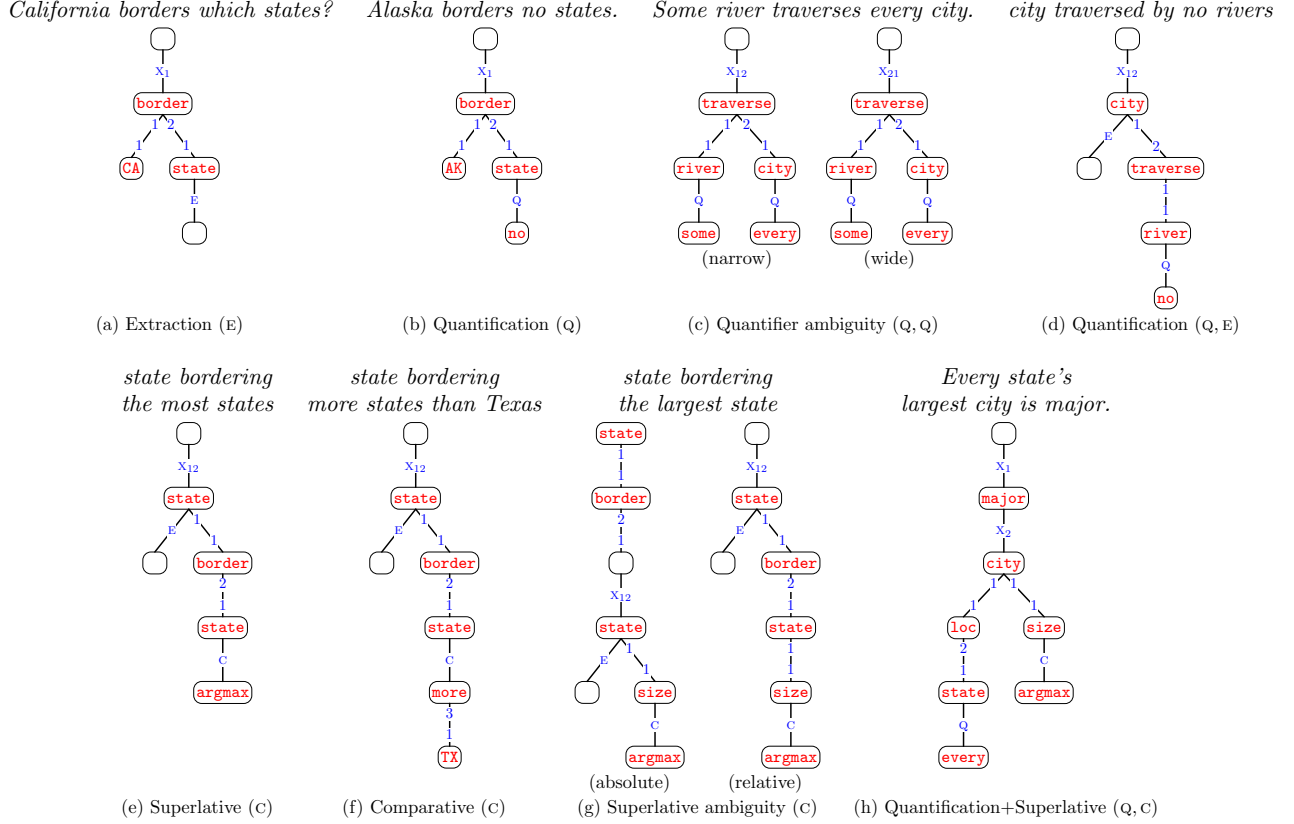 California borders which states?
Alaska borders no states.
Some river traverses every city.
city traversed by no rivers
X₁
border
1 2
1 1
CA
state
E
X₁
border
1 2
1 1
AK
state
Q
no
X₁₂
traverse
1 2
1 1
river
city
Q Q
some
every
(narrow)
X₂₁
traverse
1 2
1 1
river
city
Q Q
some
every
(wide)
X₁₂
city
E
1
2
traverse
1
1
river
Q
no
(a) Extraction (E)
(b) Quantification (Q)
(c) Quantifier ambiguity (Q, Q)
(d) Quantification (Q, E)
state bordering
the most states
X₁₂
state
E
1
1
border
2
1
state
C
argmax
state bordering
more states than Texas
X₁₂
state
E
1
1
border
2
1
state
C
more
3
1
TX
state bordering
the largest state
state
1
1
border
2
1
X₁₂
state
E
1
1
size
C
argmax
(absolute)
X₁₂
state
E
1
1
border
2
1
state
1
1
size
C
argmax
(relative)
Every state's
largest city is major.
X₁
major
X₂
city
1 1
1 1
loc
size
2
1
C
state
argmax
Q
every
(e) Superlative (C)
(f) Comparative (C)
(g) Superlative ambiguity (C)
(h) Quantification+Superlative (Q, C)